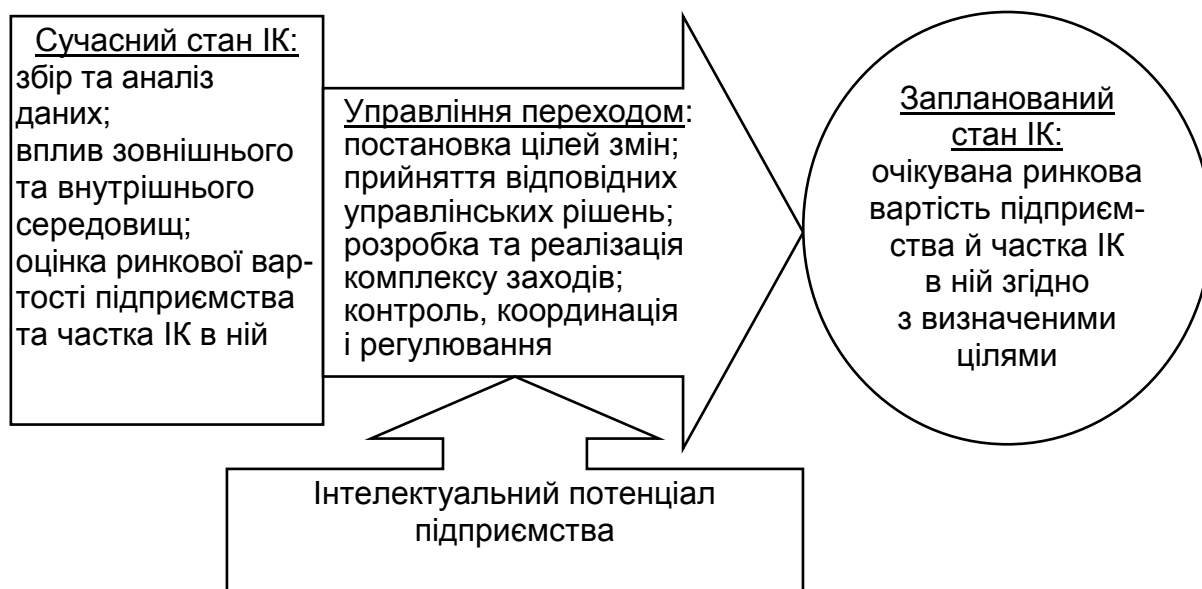 Сучасний стан ІК:
збір та аналіз
даних;
вплив зовнішнього
та внутрішнього
середовищ;
оцінка ринкової вар-
тості підприємства
та частка ІК в ній
Управління переходом:
постановка цілей змін;
прийняття відповідних
управлінських рішень;
розробка та реалізація
комплексу заходів;
контроль, координація
і регулювання
Запланований
стан ІК:
очікувана ринкова
вартість підприєм-
ства й частка ІК
в ній згідно
з визначеними
цілями
Інтелектуальний потенціал
підприємства